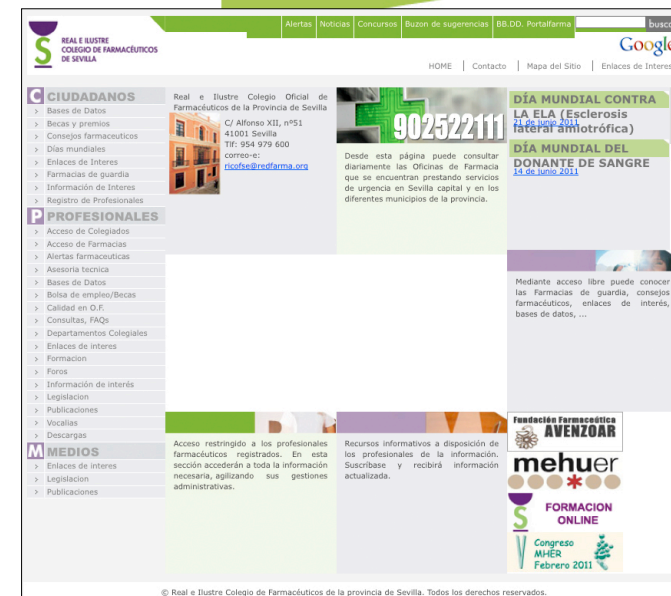 Alertas
Noticias
Concursos
Buzon de sugerencias
BB.DD. Portalfarma
busca
REAL E ILUSTRE
COLEGIO DE FARMACÉUTICOS
DE SEVILLA
Google
HOME
Contacto
Mapa del Sitio
Enlaces de Interes
C CIUDADANOS
Bases de Datos
Becas y premios
Consejos farmaceuticos
Días mundiales
Enlaces de Interes
Farmacias de guardia
Información de Interes
Registro de Profesionales
P PROFESIONALES
Acceso de Colegiados
Acceso de Farmacias
Alertas farmaceuticas
Asesoria tecnica
Bases de Datos
Bolsa de empleo/Becas
Calidad en O.F.
Consultas, FAQs
Departamentos Colegiales
Enlaces de interes
Formacion
Foros
Información de interés
Legislacion
Publicaciones
Vocalias
Descargas
M MEDIOS
Enlaces de interes
Legislacion
Publicaciones
Real e Ilustre Colegio Oficial de
Farmacéuticos de la Provincia de Sevilla
C/ Alfonso XII, nº51
41001 Sevilla
Tlf: 954 979 600
correo-e:
ricofse@redfarma.org
902522111
Desde esta página puede consultar
diariamente las Oficinas de Farmacia
que se encuentran prestando servicios
de urgencia en Sevilla capital y en los
diferentes municipios de la provincia.
DÍA MUNDIAL CONTRA
LA ELA (Esclerosis
21 de junio 2011
lateral amiotrófica)
DÍA MUNDIAL DEL
DONANTE DE SANGRE
14 de junio 2011
Mediante acceso libre puede conocer
las Farmacias de guardia, consejos
farmacéuticos, enlaces de interés,
bases de datos, ...
Acceso restringido a los profesionales
farmacéuticos registrados. En esta
sección accederán a toda la información
necesaria, agilizando sus gestiones
administrativas.
Recursos informativos a disposición de
los profesionales de la información.
Suscríbase y recibirá información
actualizada.
Fundación Farmaceótica
AVENZOAR
mehuer
FORMACION
ONLINE
Congreso
MHER
Febrero 2011
© Real e Ilustre Colegio de Farmacéuticos de la provincia de Sevilla. Todos los derechos reservados.